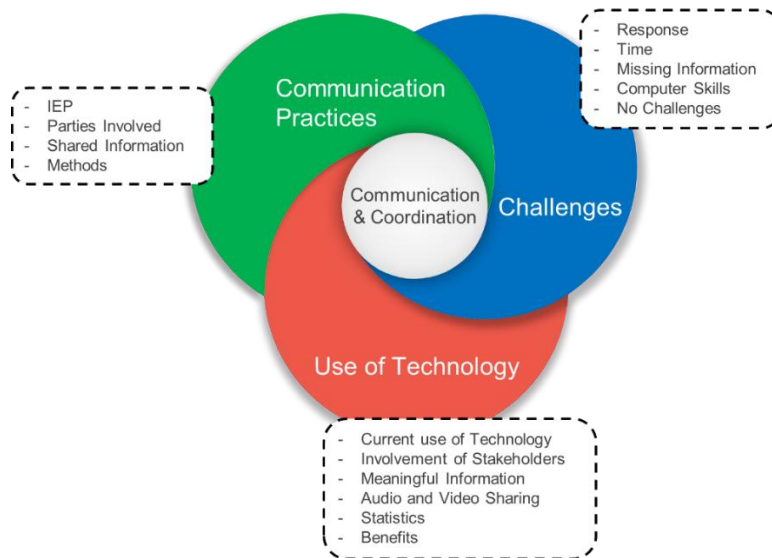 - Response
- Time
- Missing Information
- Computer Skills
- No Challenges
Communication
Practices
- IEP
- Parties Involved
- Shared Information
- Methods
Communication
& Coordination
Challenges
Use of Technology
- Current use of Technology
- Involvement of Stakeholders
- Meaningful Information
- Audio and Video Sharing
- Statistics
- Benefits